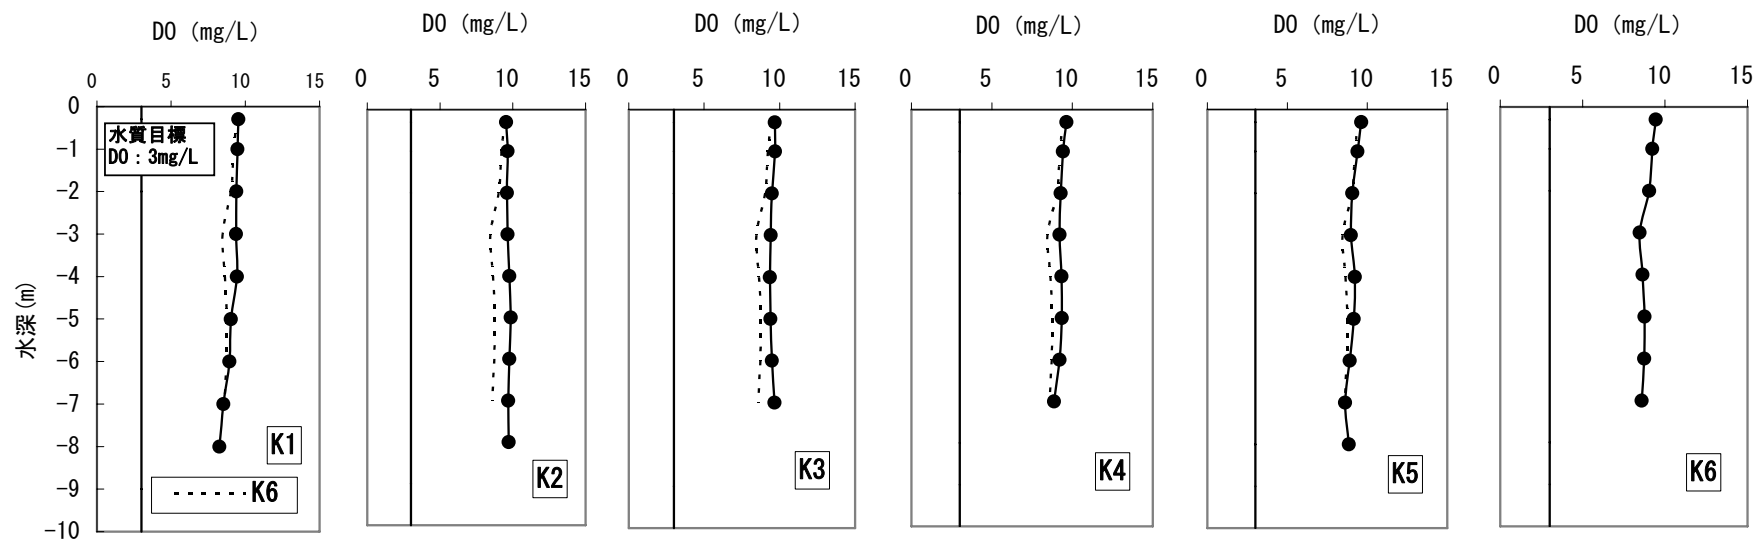 DO (mg/L)
DO (mg/L)
DO (mg/L)
DO (mg/L)
DO (mg/L)
DO (mg/L)
0 5 10 15
0 5 10 15
0 5 10 15
0 5 10 15
0 5 10 15
0 5 10 15
水深(m)
0
-1
-2
-3
-4
-5
-6
-7
-8
-9
-10
水質目標
DO：3mg/L
K1
K6
K2
K3
K4
K5
K6